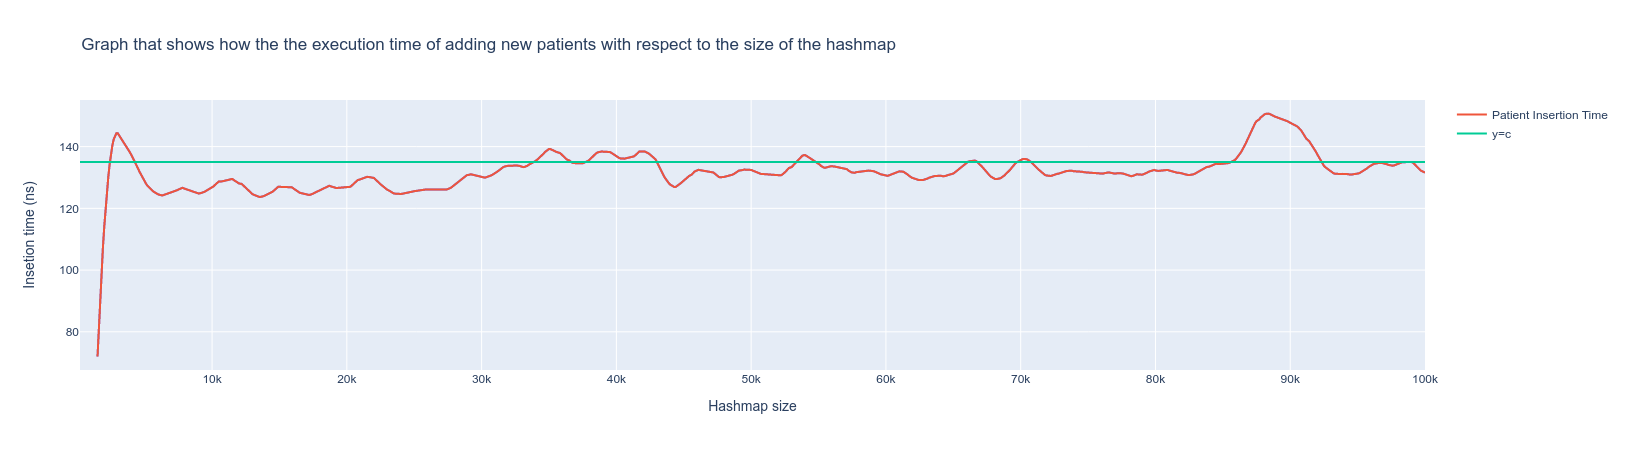 Graph that shows how the the execution time of adding new patients with respect to the size of the hashmap
Patient Insertion Time
y=c
Insetion time (ns)
140
120
100
80
10k 20k 30k 40k 50k 60k 70k 80k 90k 100k
Hashmap size